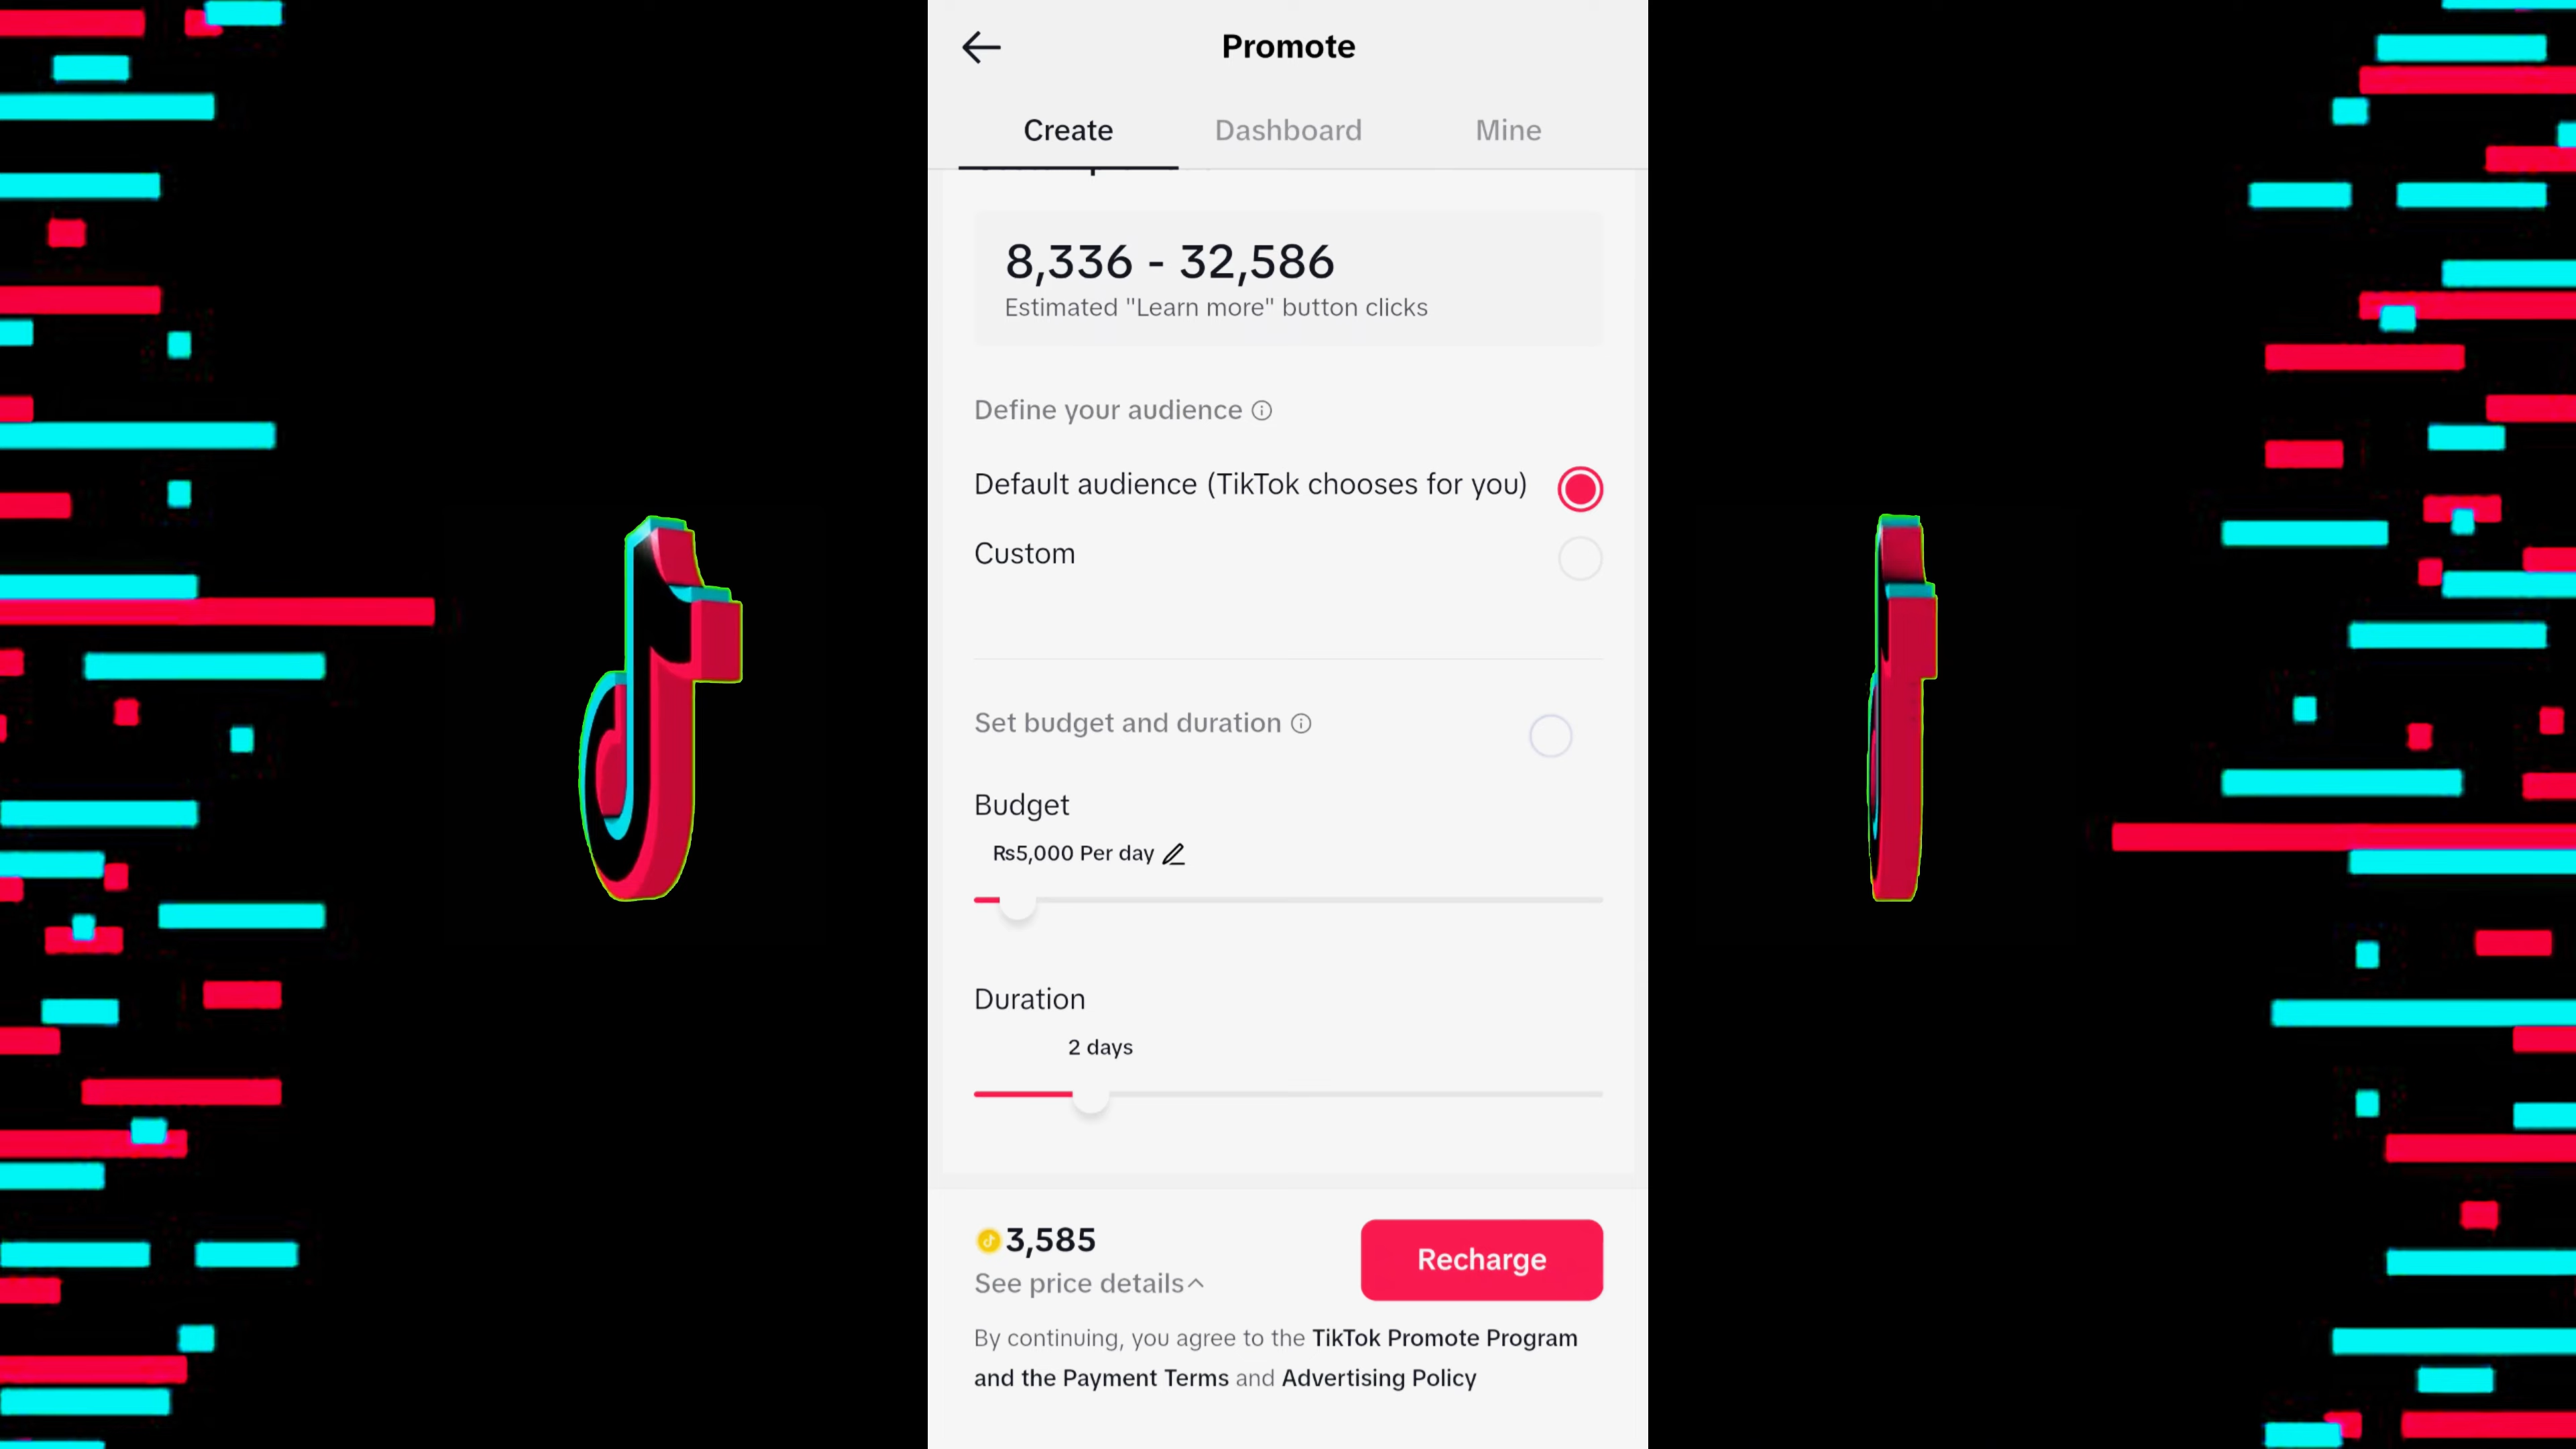 Promote
Create Dashboard Mine
8,336 - 32,586
Estimated "Learn more" button clicks
Define your audience
Default audience (TikTok chooses for you)
Custom
Set budget and duration
Budget
₨5,000 Per day
Duration
2 days
3,585
See price details
Recharge
By continuing, you agree to the TikTok Promote Program
and the Payment Terms and Advertising Policy